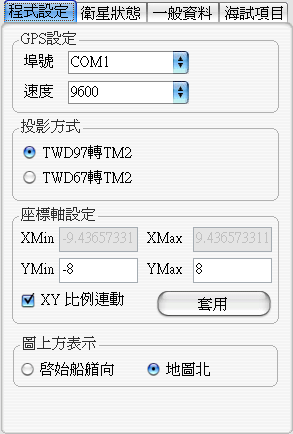 程式設定 衛星狀態 一般資料 海試項目
GPS設定
埠號 COM1
速度 9600
投影方式
TWD97轉TM2
TWD67轉TM2
座標軸設定
XMin -9.43657331 XMax 9.436573311
YMin -8 YMax 8
XY 比例連動 套用
圖上方表示
啓始船艏向 地圖北